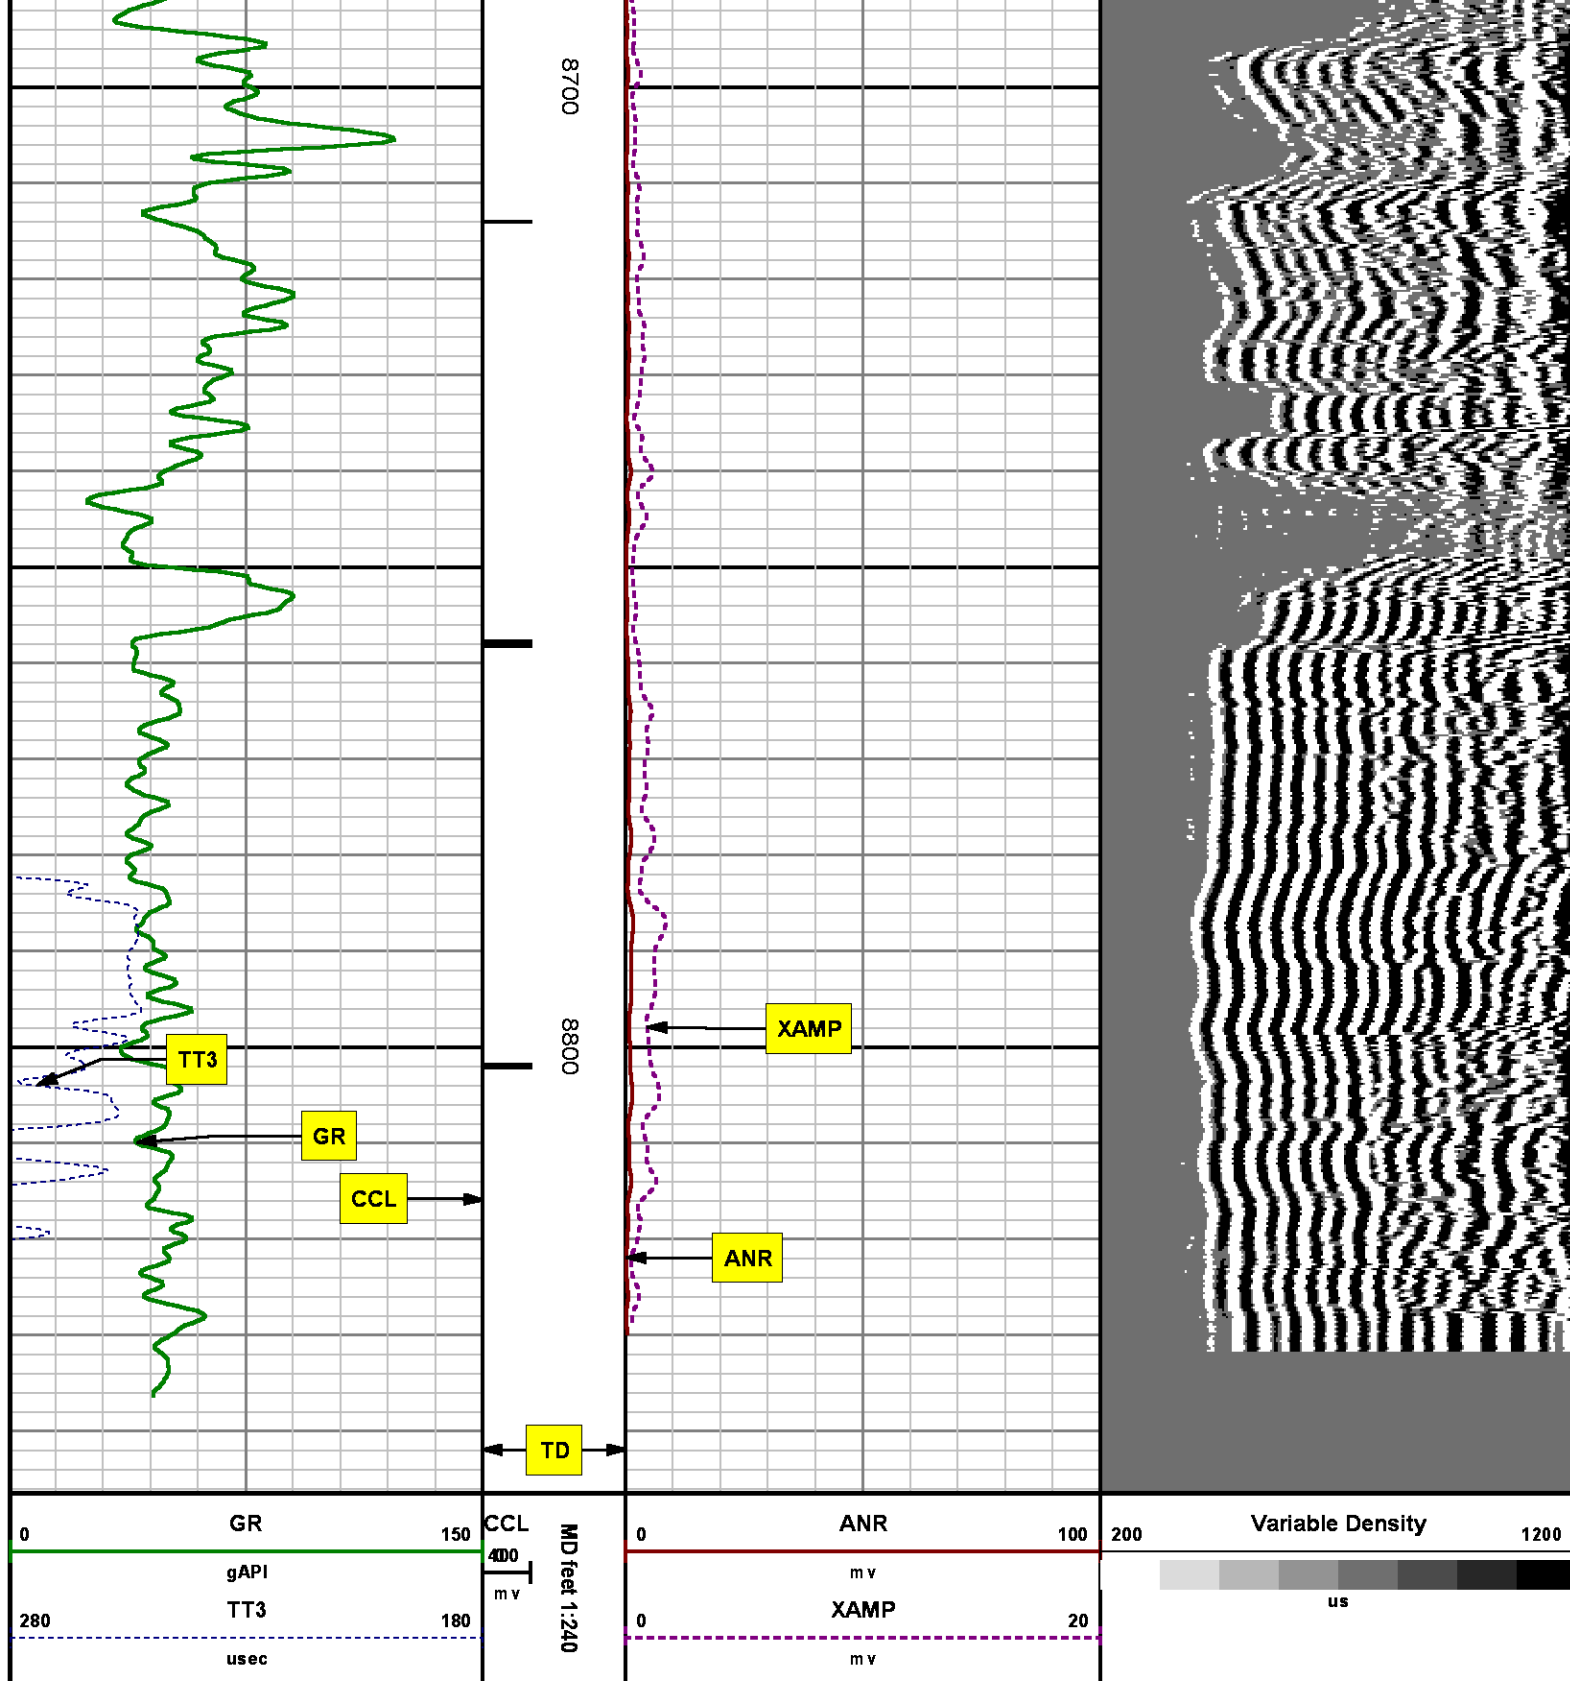 8700
8800
XAMP
TT3
GR
CCL
ANR
TD
GR
0 150
gAPI
TT3
280 180
usec
CCL
400
mv
MD feet 1:240
ANR
0 100
mv
XAMP
0 20
mv
Variable Density
200 1200
us